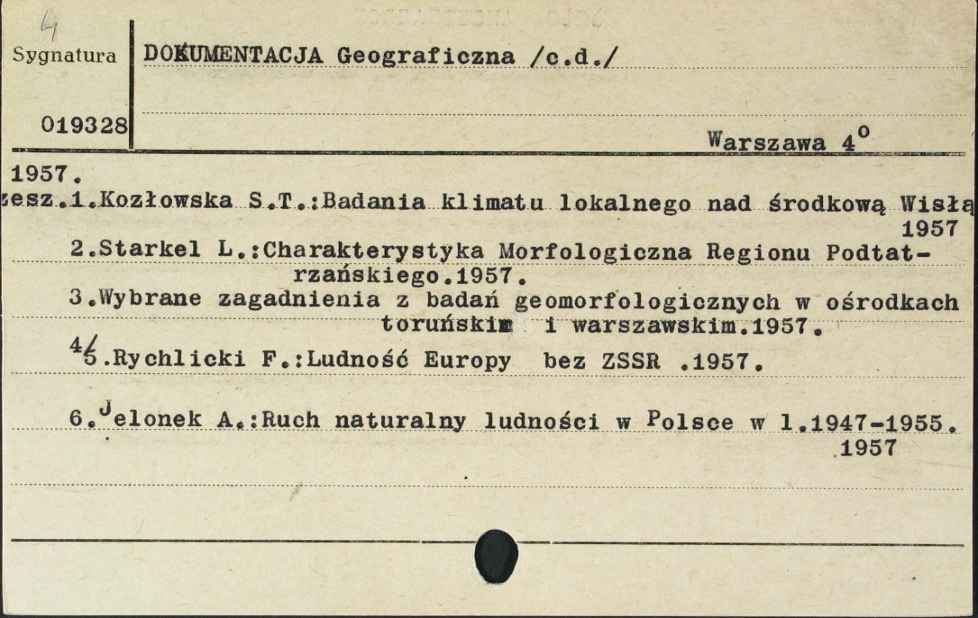 4
Sygnatura
DOKUMENTACJA Geograficzna /c.d./
019328
Warszawa 4°
1957.
zesz.1.Kozłowska S.T.:Badania klimatu lokalnego nad środkową Wisłą
1957
2.Starkel L.:Charakterystyka Morfologiczna Regionu Podtat-
rzańskiego.1957.
3.Wybrane zagadnienia z badań geomorfologicznych w ośrodkach
toruńskim i warszawskim.1957.
4/5.Rychlicki F.:Ludność Europy bez ZSSR .1957.
6.Jelonek A.:Ruch naturalny ludności w Polsce w l.1947-1955.
1957